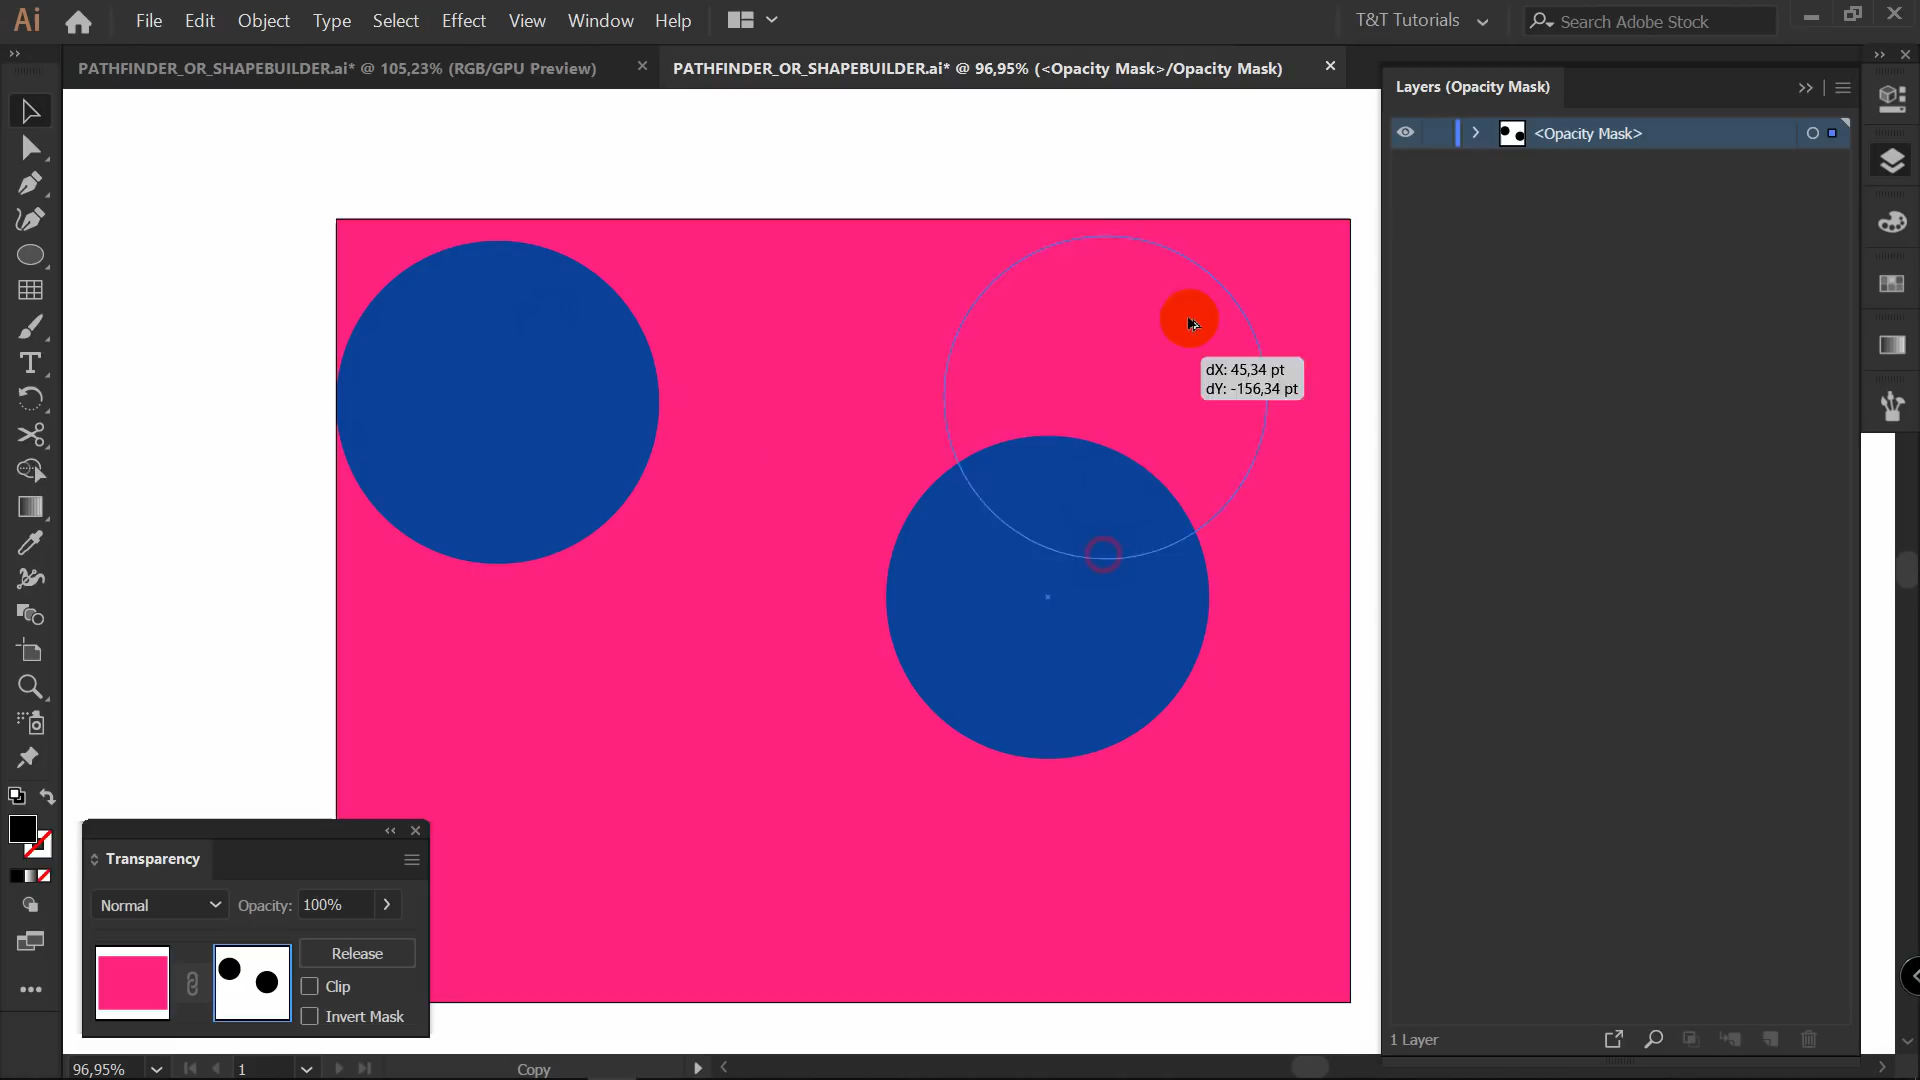 Ai File Edit Object Type Select Effect View Window Help T&T Tutorials Search Adobe Stock
PATHFINDER_OR_SHAPEBUILDER.ai* @ 105,23% (RGB/GPU Preview) PATHFINDER_OR_SHAPEBUILDER.ai* @ 96,95% (<Opacity Mask>/Opacity Mask)
Layers (Opacity Mask)
<Opacity Mask>
dX: 45,34 pt
dY: -156,34 pt
Transparency
Normal Opacity: 100%
Release
Clip
Invert Mask
1 Layer
96,95% 1 Copy